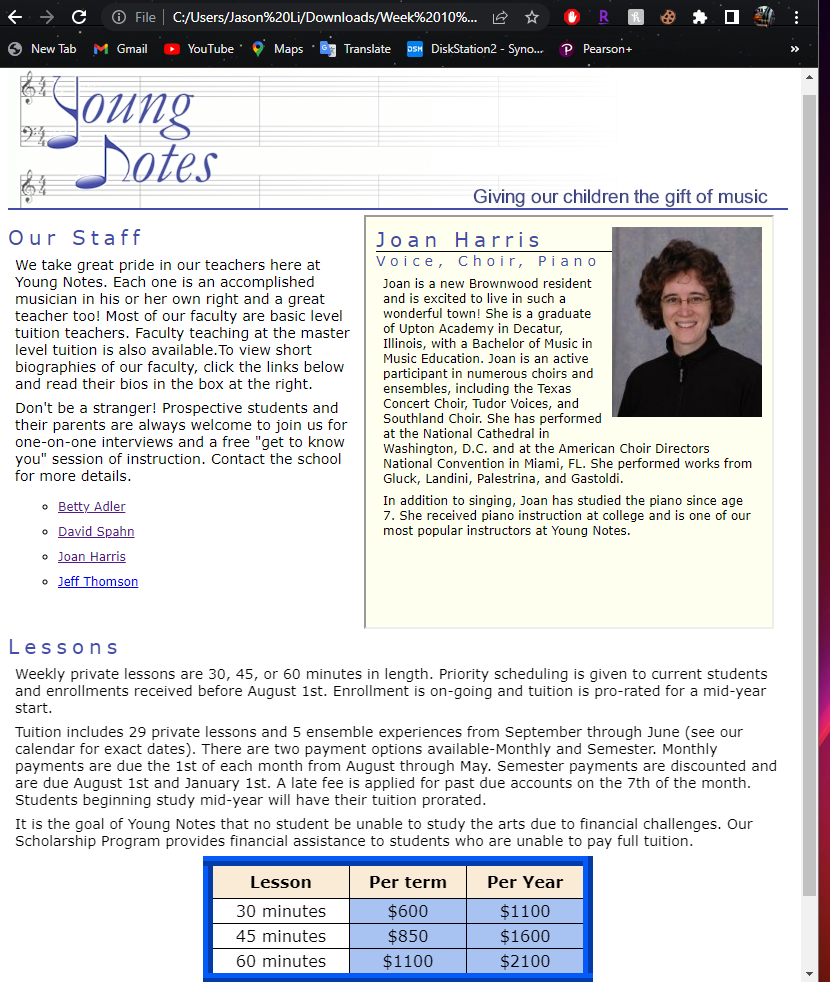 File C:/Users/Jason%20Li/Downloads/Week%2010%...
New Tab Gmail YouTube Maps Translate DSM DiskStation2 - Syno... Pearson+ »
Young
Notes
Giving our children the gift of music
Our Staff
We take great pride in our teachers here at
Young Notes. Each one is an accomplished
musician in his or her own right and a great
teacher too! Most of our faculty are basic level
tuition teachers. Faculty teaching at the master
level tuition is also available.To view short
biographies of our faculty, click the links below
and read their bios in the box at the right.
Don't be a stranger! Prospective students and
their parents are always welcome to join us for
one-on-one interviews and a free "get to know
you" session of instruction. Contact the school
for more details.
Betty Adler
David Spahn
Joan Harris
Jeff Thomson
Joan Harris
Voice, Choir, Piano
Joan is a new Brownwood resident
and is excited to live in such a
wonderful town! She is a graduate
of Upton Academy in Decatur,
Illinois, with a Bachelor of Music in
Music Education. Joan is an active
participant in numerous choirs and
ensembles, including the Texas
Concert Choir, Tudor Voices, and
Southland Choir. She has performed
at the National Cathedral in
Washington, D.C. and at the American Choir Directors
National Convention in Miami, FL. She performed works from
Gluck, Landini, Palestrina, and Gastoldi.
In addition to singing, Joan has studied the piano since age
7. She received piano instruction at college and is one of our
most popular instructors at Young Notes.
Lessons
Weekly private lessons are 30, 45, or 60 minutes in length. Priority scheduling is given to current students
and enrollments received before August 1st. Enrollment is on-going and tuition is pro-rated for a mid-year
start.
Tuition includes 29 private lessons and 5 ensemble experiences from September through June (see our
calendar for exact dates). There are two payment options available-Monthly and Semester. Monthly
payments are due the 1st of each month from August through May. Semester payments are discounted and
are due August 1st and January 1st. A late fee is applied for past due accounts on the 7th of the month.
Students beginning study mid-year will have their tuition prorated.
It is the goal of Young Notes that no student be unable to study the arts due to financial challenges. Our
Scholarship Program provides financial assistance to students who are unable to pay full tuition.
Lesson Per term Per Year
30 minutes $600 $1100
45 minutes $850 $1600
60 minutes $1100 $2100